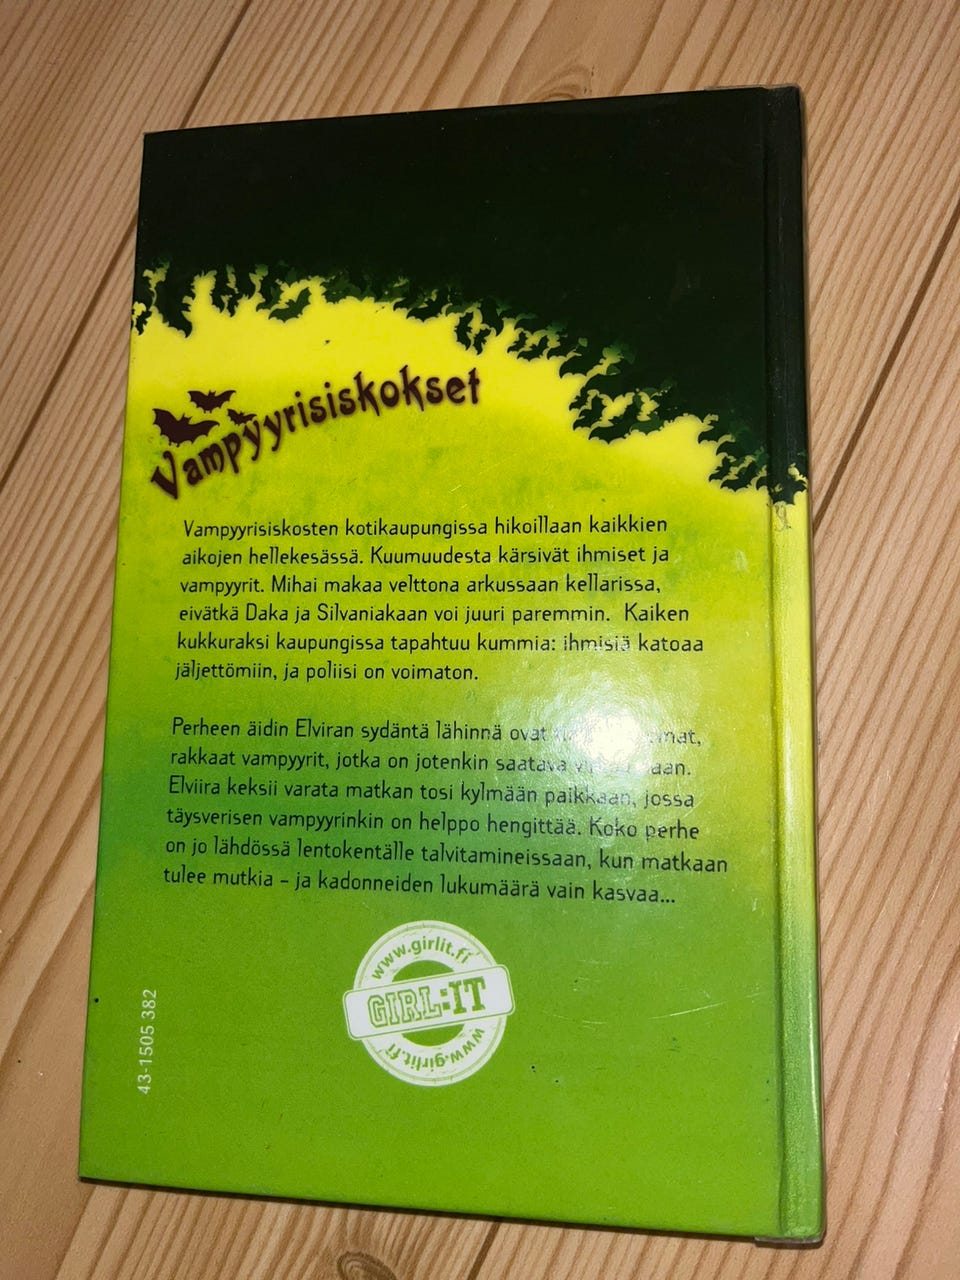 Vampyyrisiskokset
Vampyyrisiskosten kotikaupungissa hikoillaan kaikkien
aikojen hellekesässä. Kuumuudesta kärsivät ihmiset ja
vampyyrit. Mihai makaa velttona arkussaan kellarissa,
eivätkä Daka ja Silvaniakaan voi juuri paremmin. Kaiken
kukkuraksi kaupungissa tapahtuu kummia: ihmisiä katoaa
jäljettömiin, ja poliisi on voimaton.
Perheen äidin Elviran sydäntä lähinnä ovat
rakkaat vampyyrit, jotka on jotenkin saatava
Elviira keksii varata matkan tosi kylmään paikkaan, jossa
täysverisen vampyyrinkin on helppo hengittää. Koko perhe
on jo lähdössä lentokentälle talvitamineissaan, kun matkaan
tulee mutkia – ja kadonneiden lukumäärä vain kasvaa...
www.girlit.fi
GIRL:IT
www.girlit.fi
43-1505 382